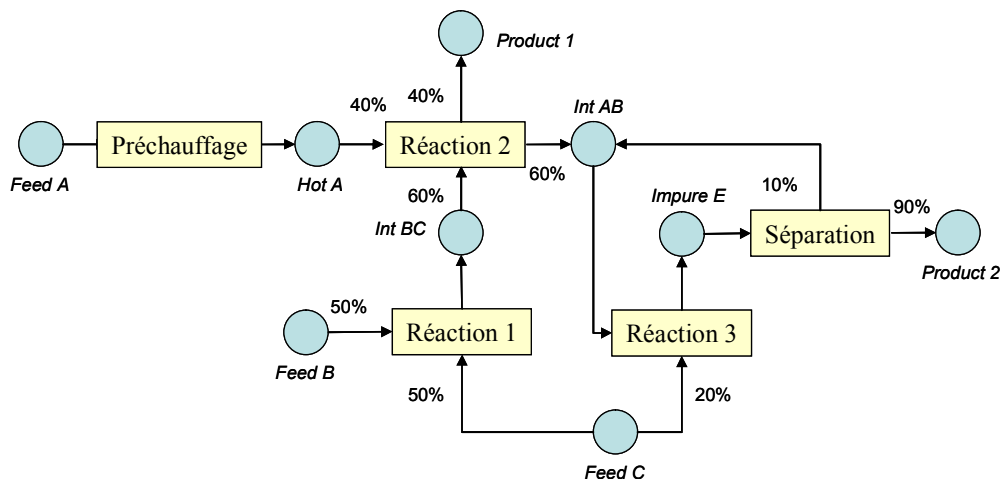 Product 1
40%
40%
Int AB
Préchauffage
Réaction 2
Feed A
Hot A
60%
10%
60%
Impure E
90%
Int BC
Séparation
Product 2
50%
Réaction 1
Réaction 3
Feed B
50%
20%
Feed C